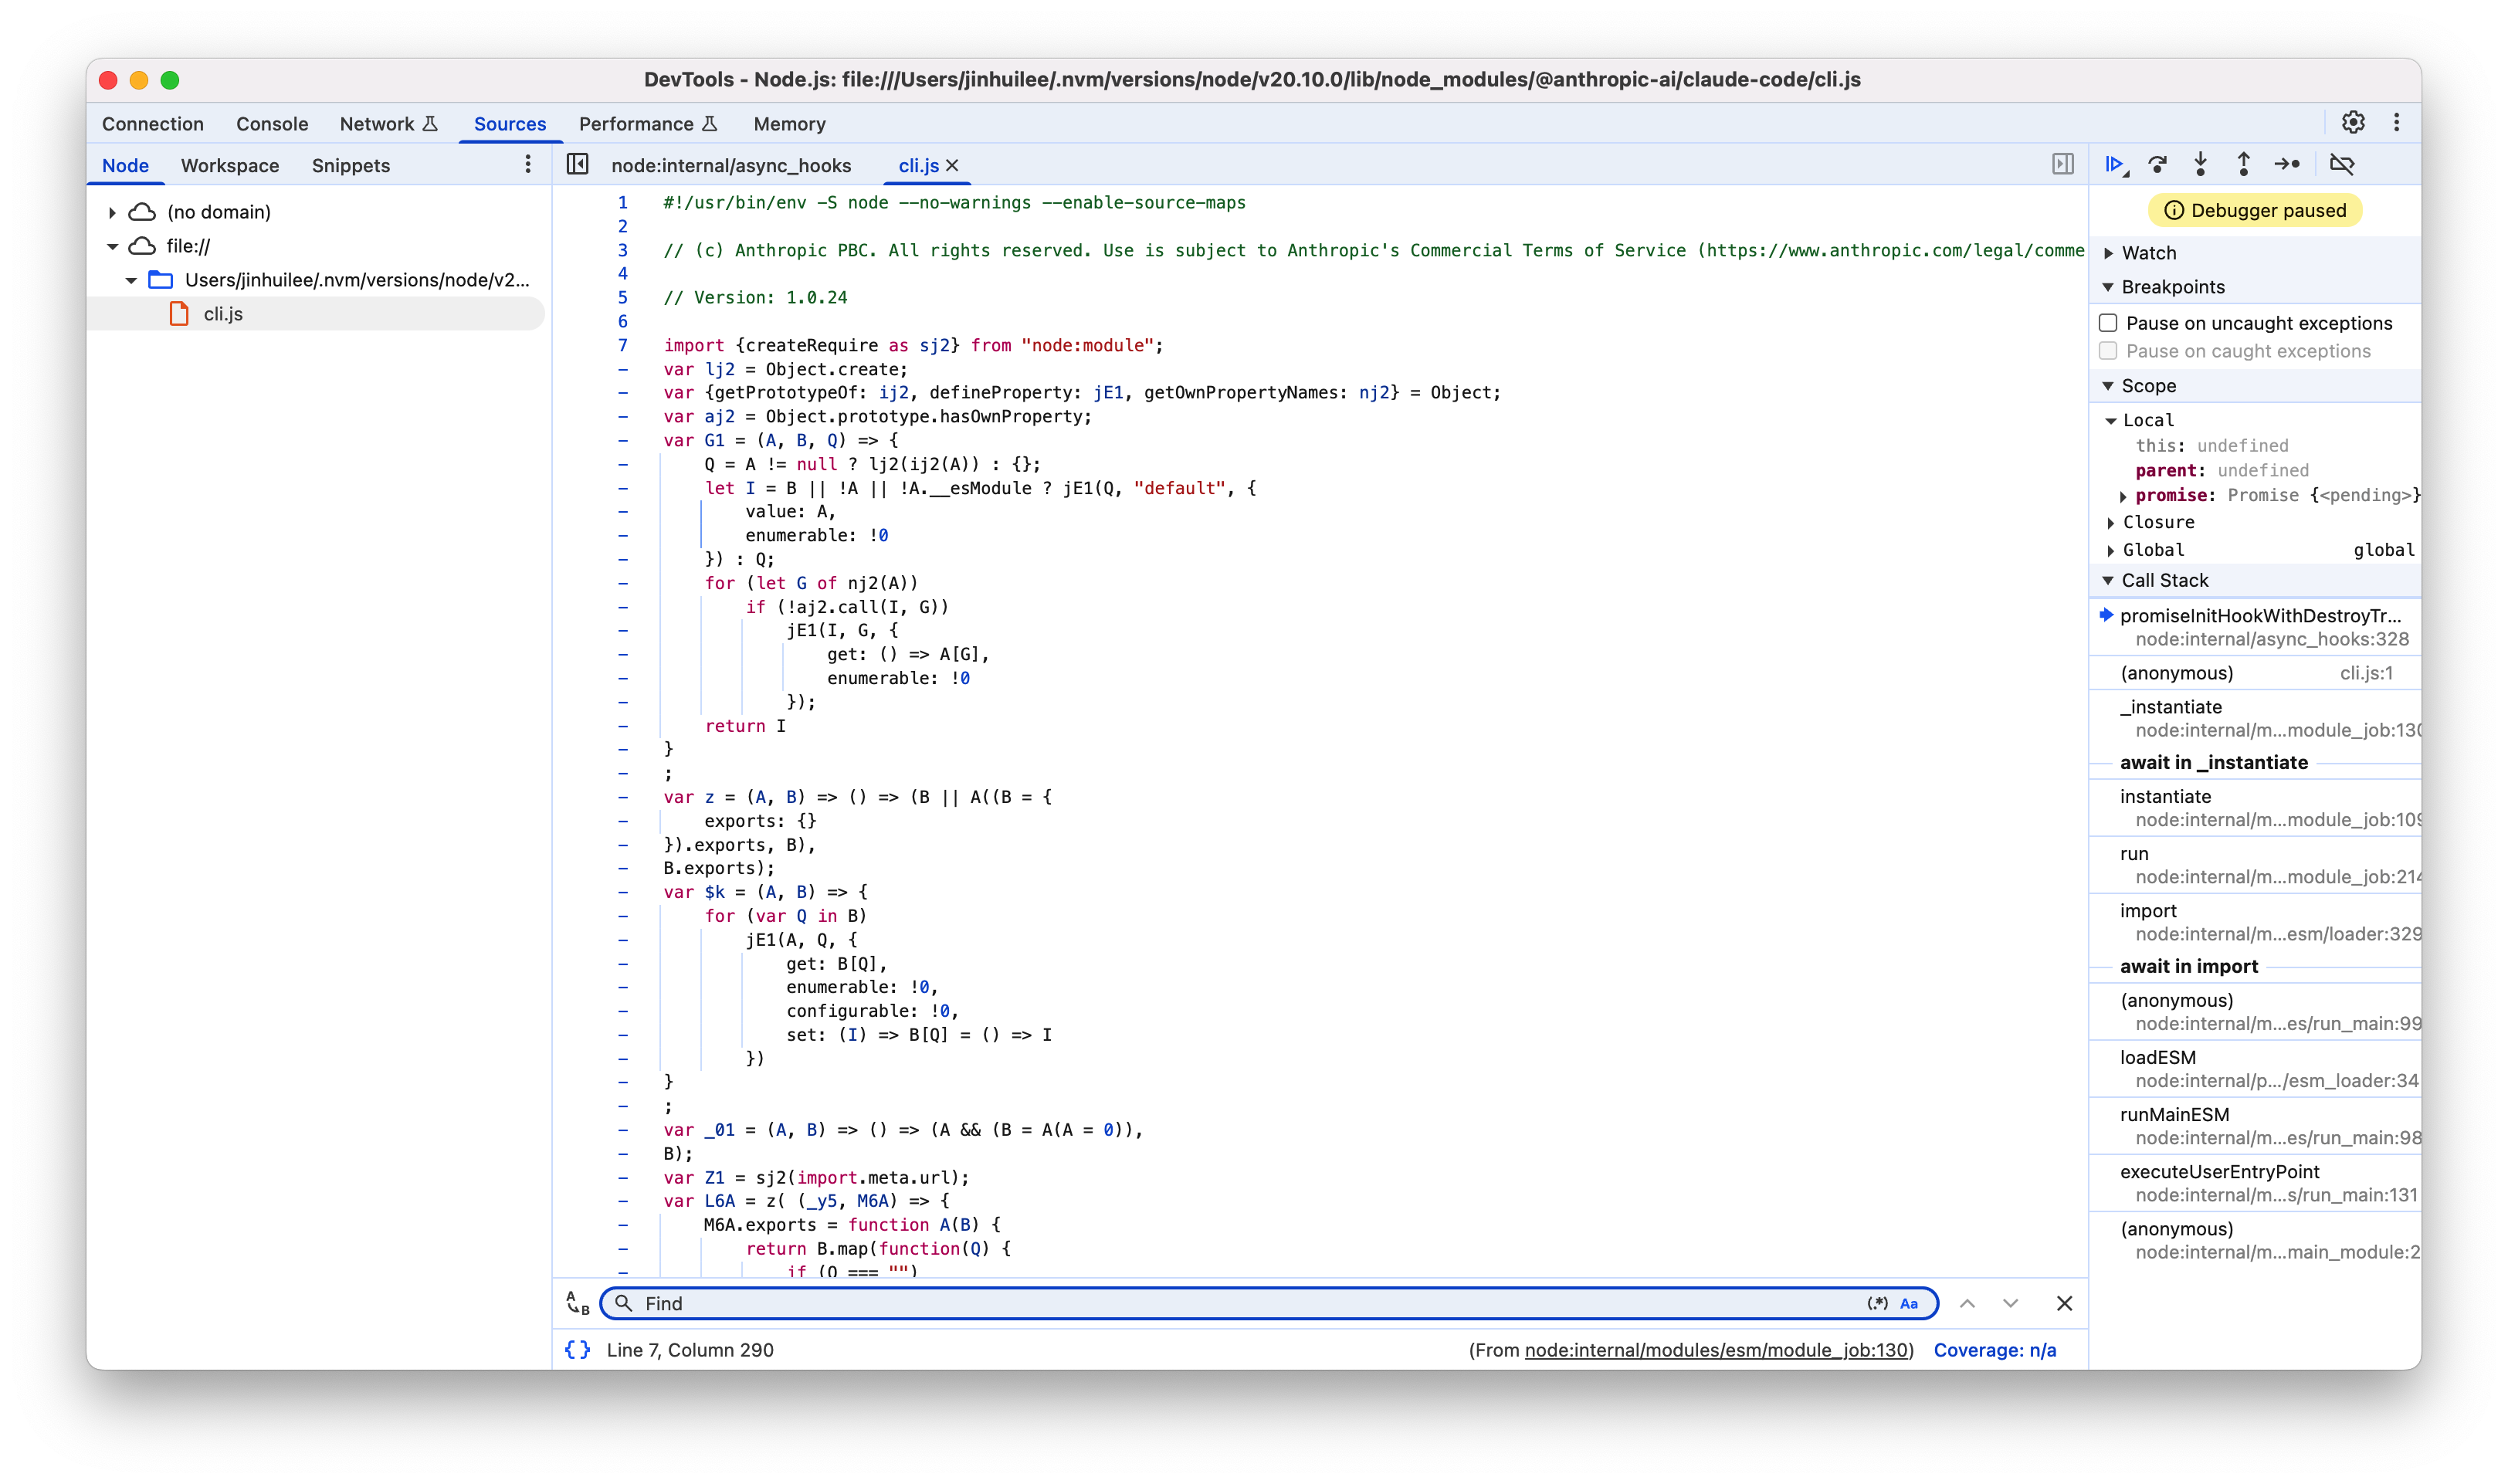 DevTools - Node.js: file:///Users/jinhuilee/.nvm/versions/node/v20.10.0/lib/node_modules/@anthropic-ai/claude-code/cli.js
Connection Console Network Sources Performance Memory
Node Workspace Snippets
node:internal/async_hooks cli.js
(no domain)
file://
Users/jinhuilee/.nvm/versions/node/v2...
cli.js
1 #!/usr/bin/env -S node --no-warnings --enable-source-maps
2
3 // (c) Anthropic PBC. All rights reserved. Use is subject to Anthropic's Commercial Terms of Service (https://www.anthropic.com/legal/comme
4
5 // Version: 1.0.24
6
7 import {createRequire as sj2} from "node:module";
– var lj2 = Object.create;
– var {getPrototypeOf: ij2, defineProperty: jE1, getOwnPropertyNames: nj2} = Object;
– var aj2 = Object.prototype.hasOwnProperty;
– var G1 = (A, B, Q) => {
– Q = A != null ? lj2(ij2(A)) : {};
– let I = B || !A || !A.__esModule ? jE1(Q, "default", {
– value: A,
– enumerable: !0
– }) : Q;
– for (let G of nj2(A))
– if (!aj2.call(I, G))
– jE1(I, G, {
– get: () => A[G],
– enumerable: !0
– });
– return I
– }
– ;
– var z = (A, B) => () => (B || A((B = {
– exports: {}
– }).exports, B),
– B.exports);
– var $k = (A, B) => {
– for (var Q in B)
– jE1(A, Q, {
– get: B[Q],
– enumerable: !0,
– configurable: !0,
– set: (I) => B[Q] = () => I
– })
– }
– ;
– var _01 = (A, B) => () => (A && (B = A(A = 0)),
– B);
– var Z1 = sj2(import.meta.url);
– var L6A = z( (_y5, M6A) => {
– M6A.exports = function A(B) {
– return B.map(function(Q) {
– if (Q === "")
Find (.*) Aa
{} Line 7, Column 290 (From node:internal/modules/esm/module_job:130) Coverage: n/a
Debugger paused
Watch
Breakpoints
Pause on uncaught exceptions
Pause on caught exceptions
Scope
Local
this: undefined
parent: undefined
promise: Promise {<pending>}
Closure
Global global
Call Stack
promiseInitHookWithDestroyTr...
node:internal/async_hooks:328
(anonymous) cli.js:1
_instantiate
node:internal/m...module_job:130
await in _instantiate
instantiate
node:internal/m...module_job:109
run
node:internal/m...module_job:214
import
node:internal/m...esm/loader:329
await in import
(anonymous)
node:internal/m...es/run_main:99
loadESM
node:internal/p.../esm_loader:34
runMainESM
node:internal/m...es/run_main:98
executeUserEntryPoint
node:internal/m...s/run_main:131
(anonymous)
node:internal/m...main_module:2